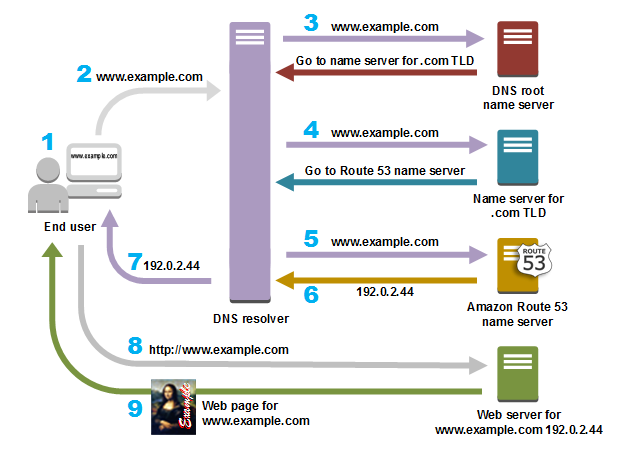 1
www.example.com
End user
2 www.example.com
DNS resolver
3 www.example.com
Go to name server for .com TLD
DNS root
name server
4 www.example.com
Go to Route 53 name server
Name server for
.com TLD
5 www.example.com
6 192.0.2.44
ROUTE
53
Amazon Route 53
name server
7 192.0.2.44
8 http://www.example.com
9
Example
Web page for
www.example.com
Web server for
www.example.com 192.0.2.44